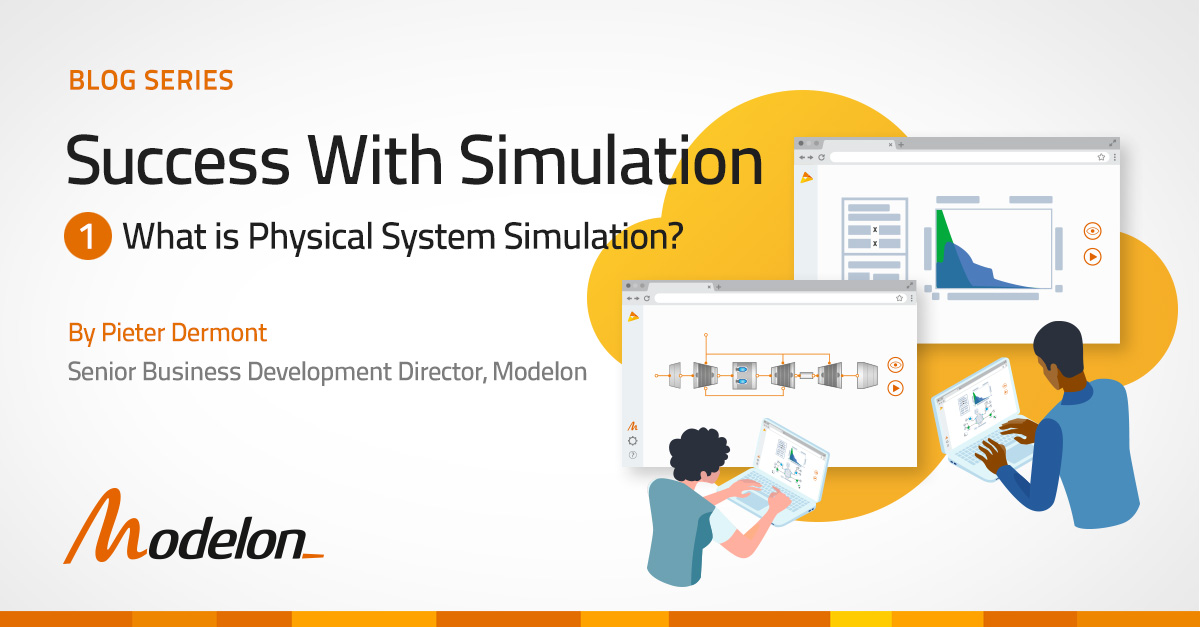 BLOG SERIES
Success With Simulation
1 What is Physical System Simulation?
By Pieter Dermont
Senior Business Development Director, Modelon
Modelon